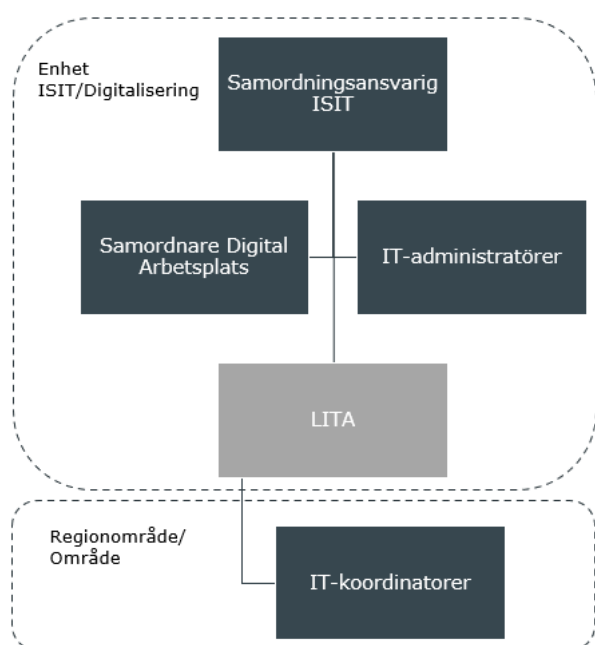 Enhet
ISIT/Digitalisering
Samordningsansvarig
ISIT
Samordnare Digital
Arbetsplats
IT-administratörer
LITA
Regionområde/
Område
IT-koordinatorer